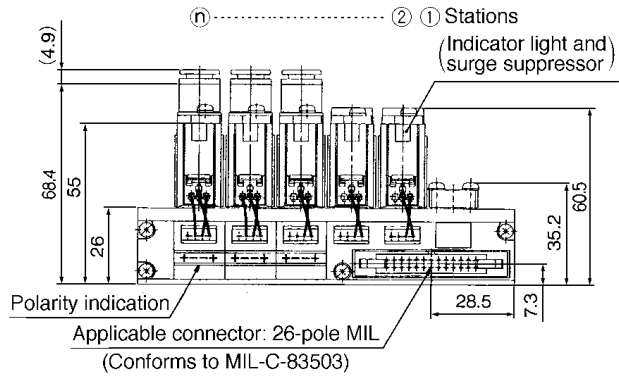 ⓝ ---------------------- ② ① Stations
(Indicator light and
surge suppressor)
(4.9)
68.4
55
26
60.5
35.2
28.5
7.3
Polarity indication
Applicable connector: 26-pole MIL
(Conforms to MIL-C-83503)